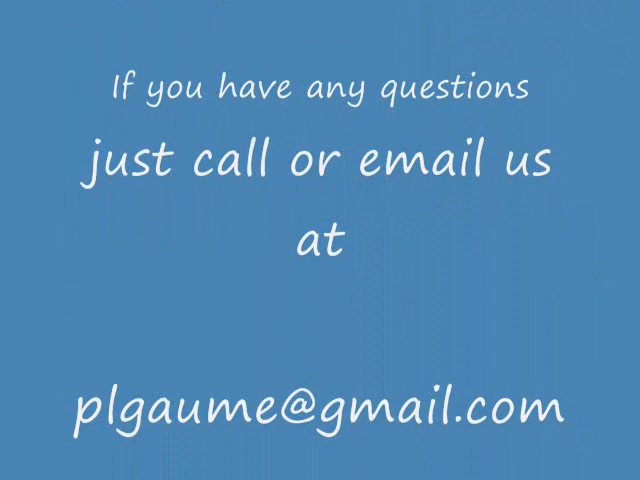 If you have any questions
just call or email us
at
plgaume@gmail.com